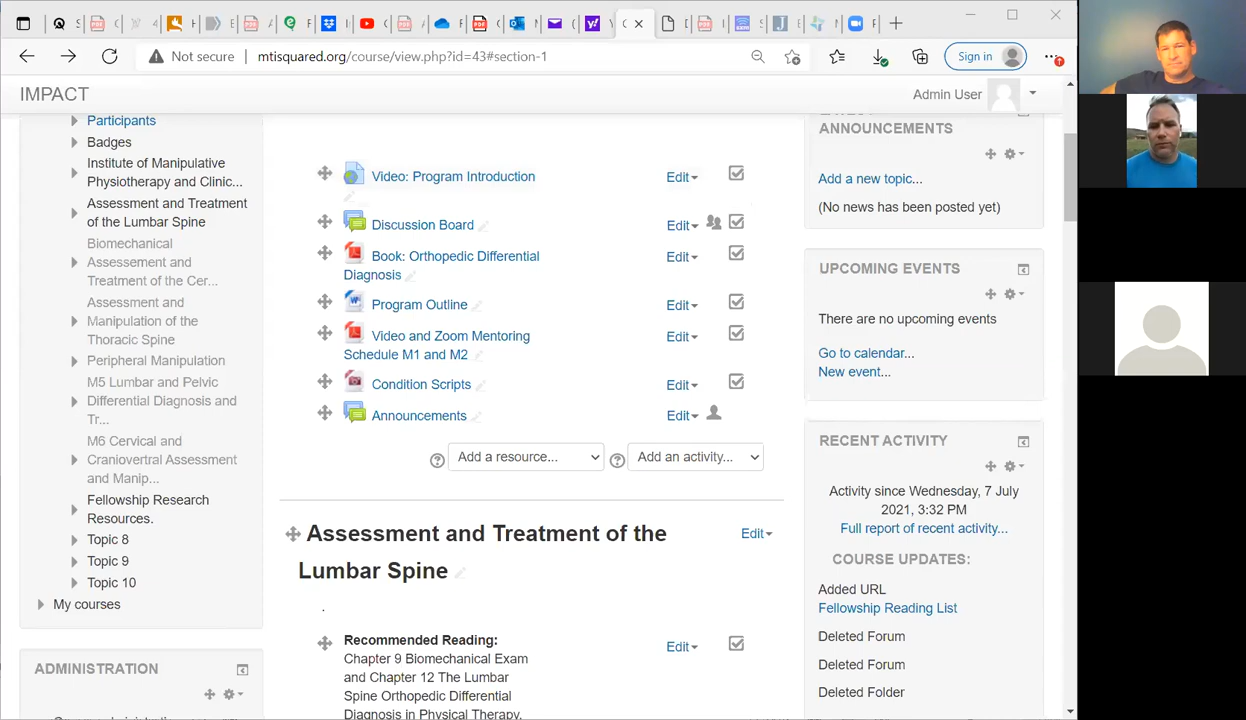 Sign in
Not secure
mtisquared.org/course/view.php?id=43#section-1
IMPACT
Admin User
Participants
Badges
Institute of Manipulative
Physiotherapy and Clinic...
Assessment and Treatment
of the Lumbar Spine
Biomechanical
Assessement and
Treatment of the Cer...
Assessment and
Manipulation of the
Thoracic Spine
Peripheral Manipulation
M5 Lumbar and Pelvic
Differential Diagnosis and
Tr...
M6 Cervical and
Craniovertral Assessment
and Manip...
Fellowship Research
Resources.
Topic 8
Topic 9
Topic 10
My courses
ADMINISTRATION
Video: Program Introduction
Edit
Discussion Board
Edit
Book: Orthopedic Differential
Diagnosis
Edit
Program Outline
Edit
Video and Zoom Mentoring
Schedule M1 and M2
Edit
Condition Scripts
Edit
Announcements
Edit
Add a resource...
Add an activity...
Assessment and Treatment of the
Lumbar Spine
Edit
.
Recommended Reading:
Chapter 9 Biomechanical Exam
and Chapter 12 The Lumbar
Spine Orthopedic Differential
Diagnosis in Physical Therapy,
Edit
ANNOUNCEMENTS
Add a new topic...
(No news has been posted yet)
UPCOMING EVENTS
There are no upcoming events
Go to calendar...
New event...
RECENT ACTIVITY
Activity since Wednesday, 7 July
2021, 3:32 PM
Full report of recent activity...
COURSE UPDATES:
Added URL
Fellowship Reading List
Deleted Forum
Deleted Forum
Deleted Folder